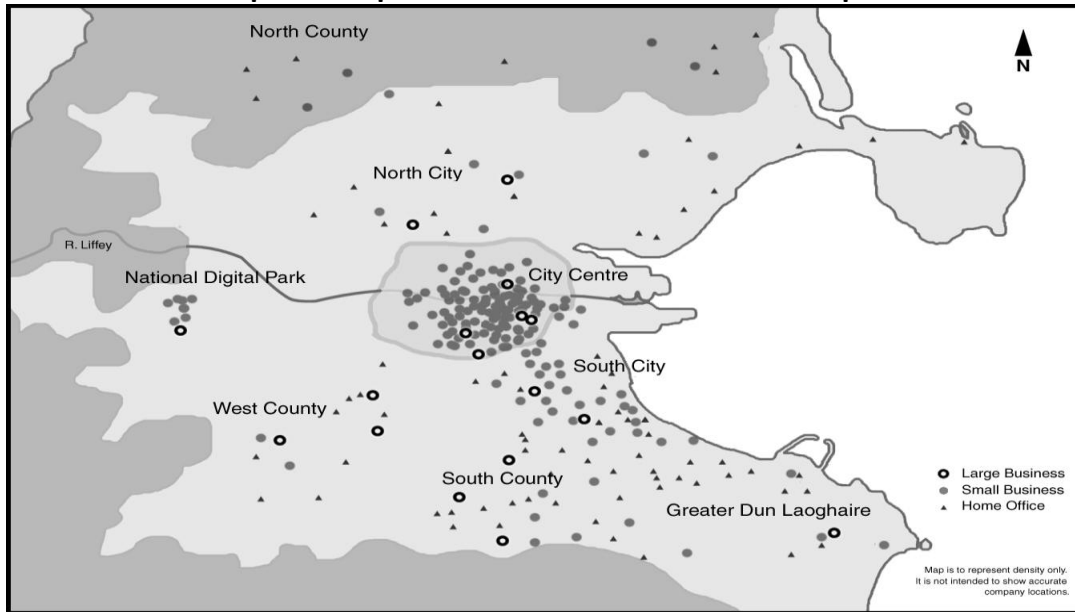 North County
N
North City
R. Liffey
National Digital Park
City Centre
South City
West County
South County
Large Business
Small Business
Home Office
Greater Dun Laoghaire
Map is to represent density only.
It is not intended to show accurate
company locations.